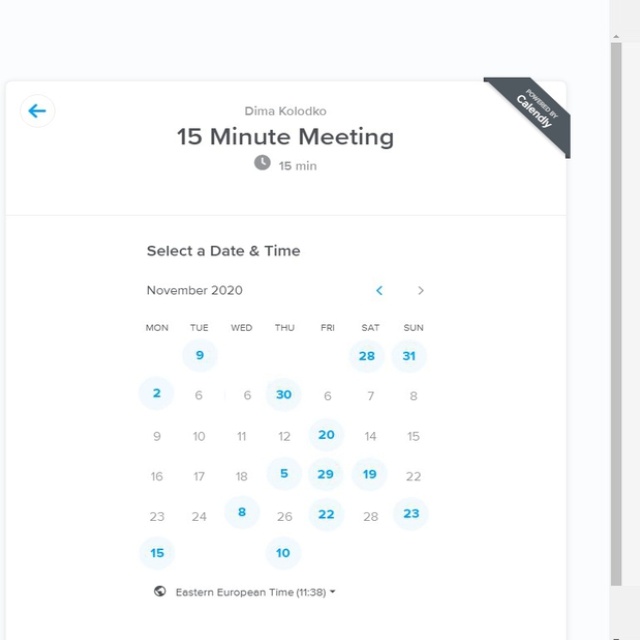 POWERED BY
Calendly
Dima Kolodko
15 Minute Meeting
15 min
Select a Date & Time
November 2020
MON TUE WED THU FRI SAT SUN
9 28 31
2 6 6 30 6 7 8
9 10 11 12 20 14 15
16 17 18 5 29 19 22
23 24 8 26 22 28 23
15 10
Eastern European Time (11:38)